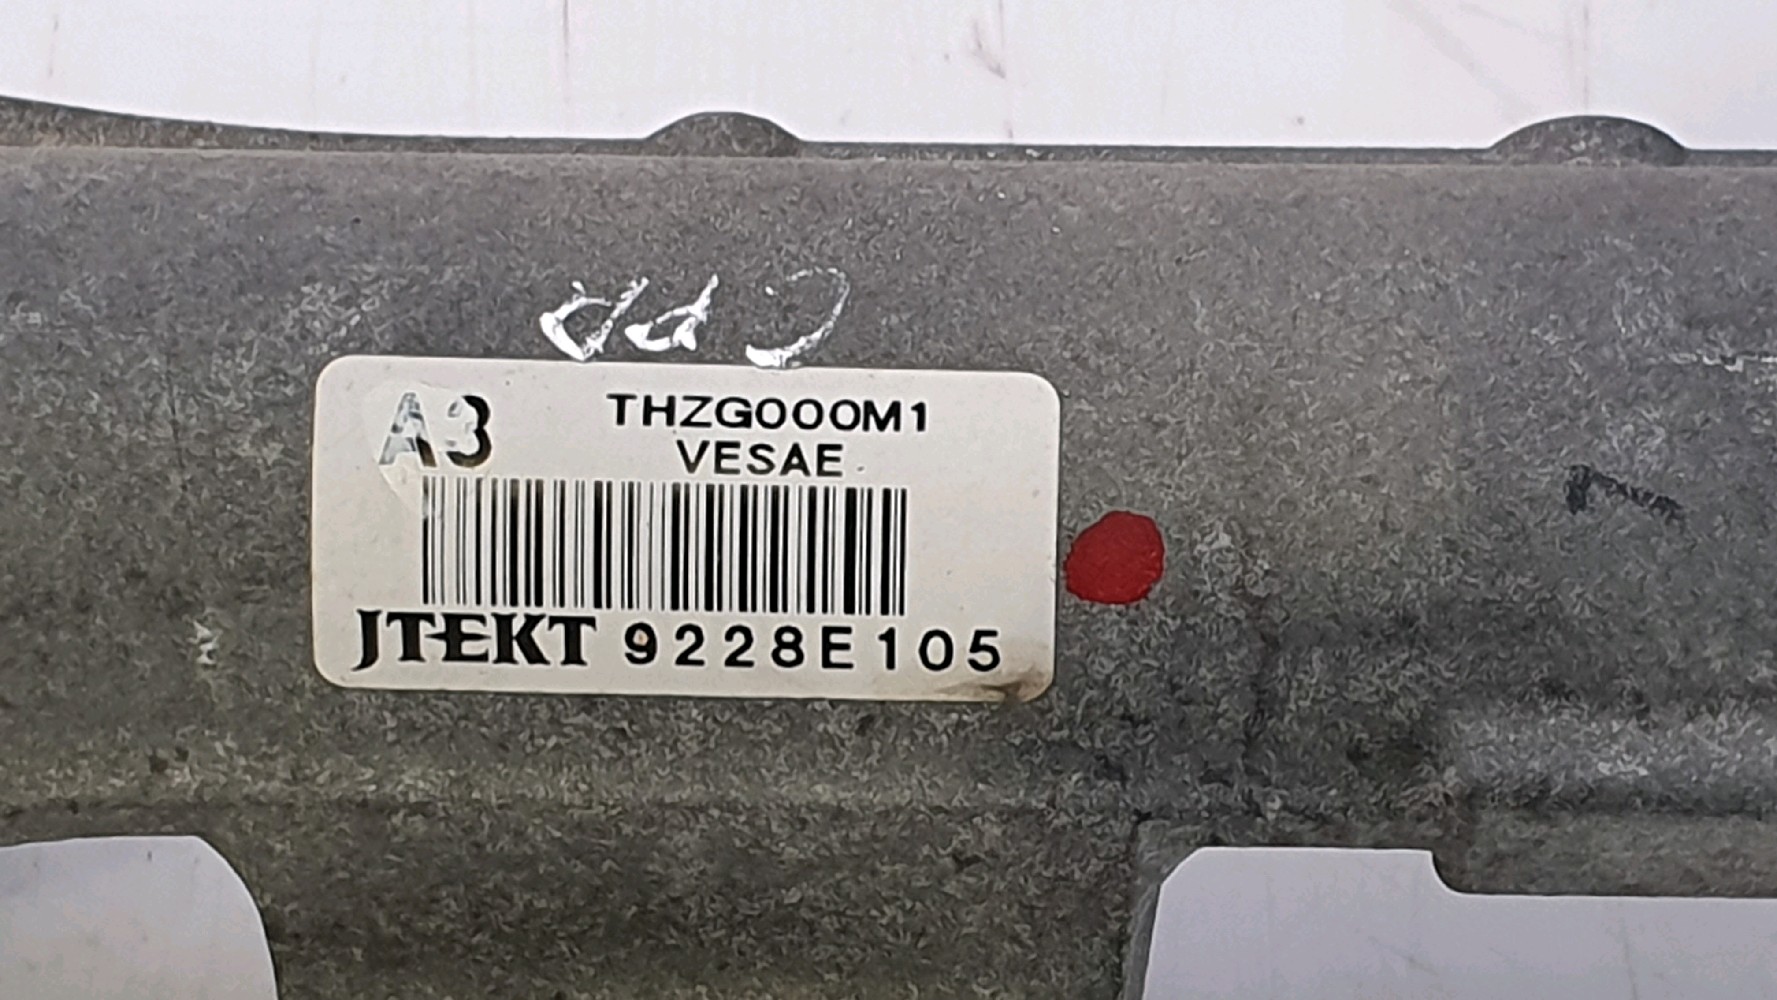 A3
THZG000M1
VESAE
JTEKT 9228E105